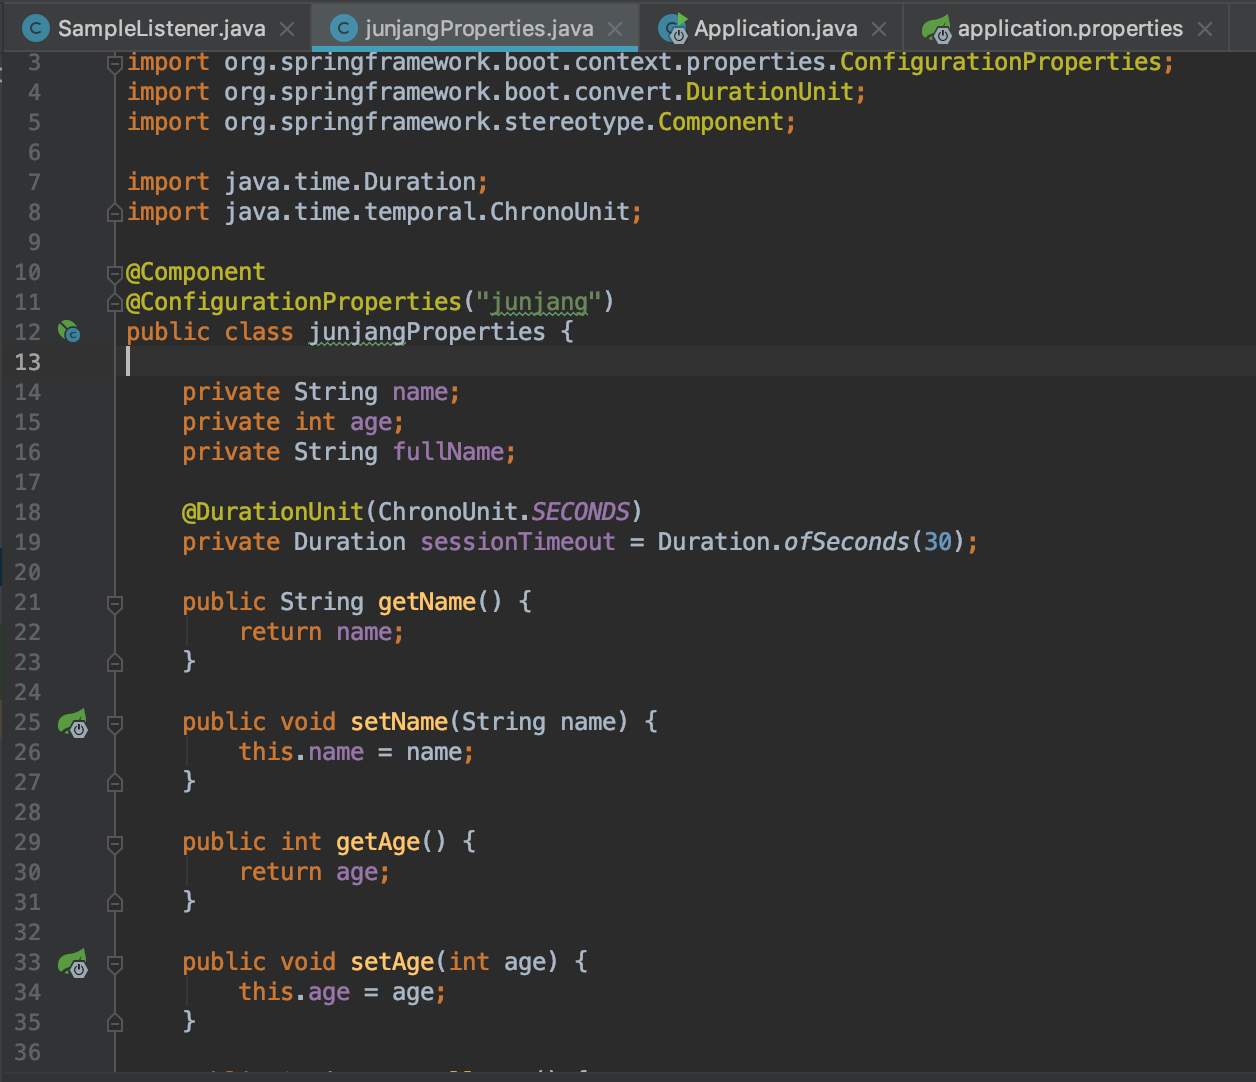 SampleListener.java junjangProperties.java Application.java application.properties
3 import org.springframework.boot.context.properties.ConfigurationProperties;
4 import org.springframework.boot.convert.DurationUnit;
5 import org.springframework.stereotype.Component;
6
7 import java.time.Duration;
8 import java.time.temporal.ChronoUnit;
9
10 @Component
11 @ConfigurationProperties("junjang")
12 public class junjangProperties {
13
14 private String name;
15 private int age;
16 private String fullName;
17
18 @DurationUnit(ChronoUnit.SECONDS)
19 private Duration sessionTimeout = Duration.ofSeconds(30);
20
21 public String getName() {
22 return name;
23 }
24
25 public void setName(String name) {
26 this.name = name;
27 }
28
29 public int getAge() {
30 return age;
31 }
32
33 public void setAge(int age) {
34 this.age = age;
35 }
36